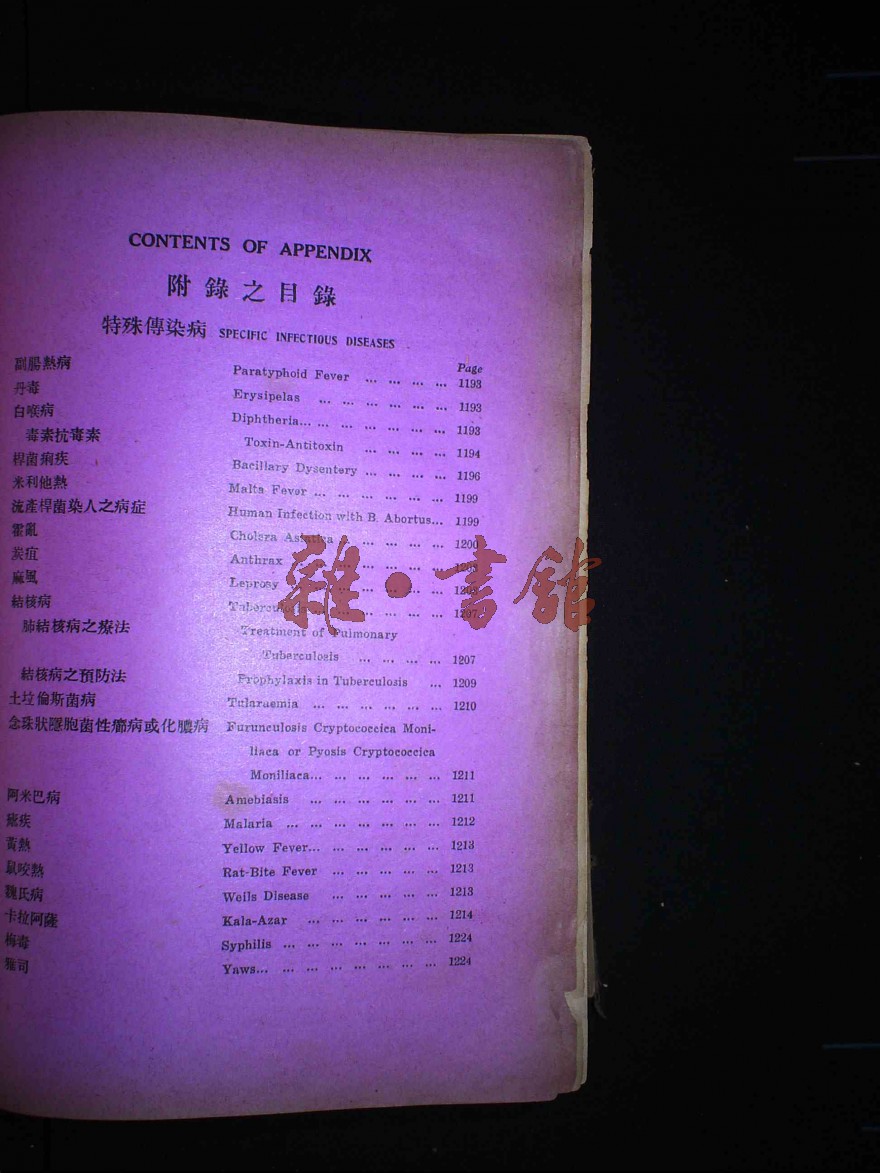 CONTENTS OF APPENDIX
附錄之目錄
特殊傳染病 SPECIFIC INFECTIOUS DISEASES
Page
副腸熱病 Paratyphoid Fever ... ... ... ... 1193
丹毒 Erysipelas ... ... ... ... ... ... 1193
白喉病 Diphtheria... ... ... ... ... ... ... 1193
毒素抗毒素 Toxin-Antitoxin ... ... ... ... 1194
桿菌痢疾 Bacillary Dysentery ... ... ... ... 1196
米利他熱 Malta Fever ... ... ... ... ... ... 1199
流產桿菌染人之病症 Human Infection with B. Abortus... 1199
霍亂 Cholera Asiatica ... ... ... ... 1200
炭疽 Anthrax
麻風 Leprosy
結核病 Tuberculosis ... ... ... ... ... ... 1207
肺結核病之療法 Treatment of Pulmonary
Tuberculosis ... ... ... ... 1207
結核病之預防法 Prophylaxis in Tuberculosis ... 1209
倫斯菌病 Tularaemia ... ... ... ... ... ... 1210
念珠狀隱胞菌性癤病或化膿病 Furunculosis Cryptococcica Moni-
liaca or Pyosis Cryptococcica
Moniliaca... ... ... ... ... ... 1211
阿米巴病 Amebiasis ... ... ... ... ... ... 1211
瘧疾 Malaria ... ... ... ... ... ... ... 1212
黃熱 Yellow Fever... ... ... ... ... ... 1213
鼠咬熱 Rat-Bite Fever ... ... ... ... ... 1213
魏氏病 Weils Disease ... ... ... ... ... 1213
卡拉阿薩 Kala-Azar ... ... ... ... ... ... 1214
梅毒 Syphilis ... ... ... ... ... ... ... 1224
雅司 Yaws... ... ... ... ... ... ... ... 1224
雜·書館